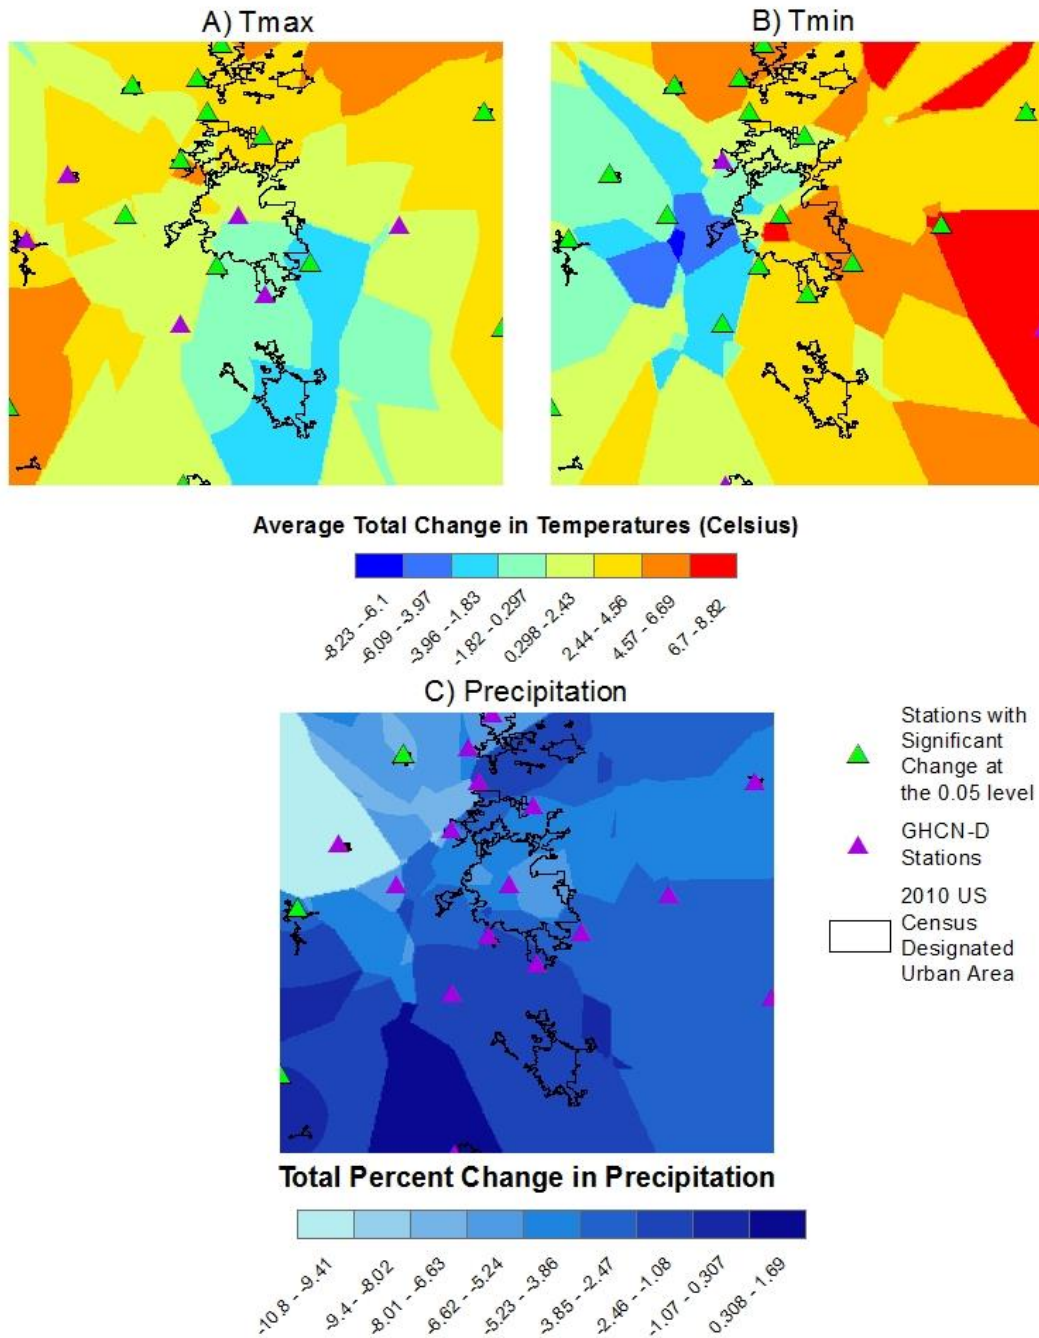 A) Tmax
B) Tmin
Average Total Change in Temperatures (Celsius)
-8.23 - -6.1
-6.09 - -3.97
-3.96 - -1.83
-1.82 - 0.297
0.298 - 2.43
2.44 - 4.56
4.57 - 6.69
6.7 - 8.82
C) Precipitation
Stations with
Significant
Change at
the 0.05 level
GHCN-D
Stations
2010 US
Census
Designated
Urban Area
Total Percent Change in Precipitation
-10.8 - -9.41
-9.4 - -8.02
-8.01 - -6.63
-6.62 - -5.24
-5.23 - -3.86
-3.85 - -2.47
-2.46 - -1.08
-1.07 - 0.307
0.308 - 1.69